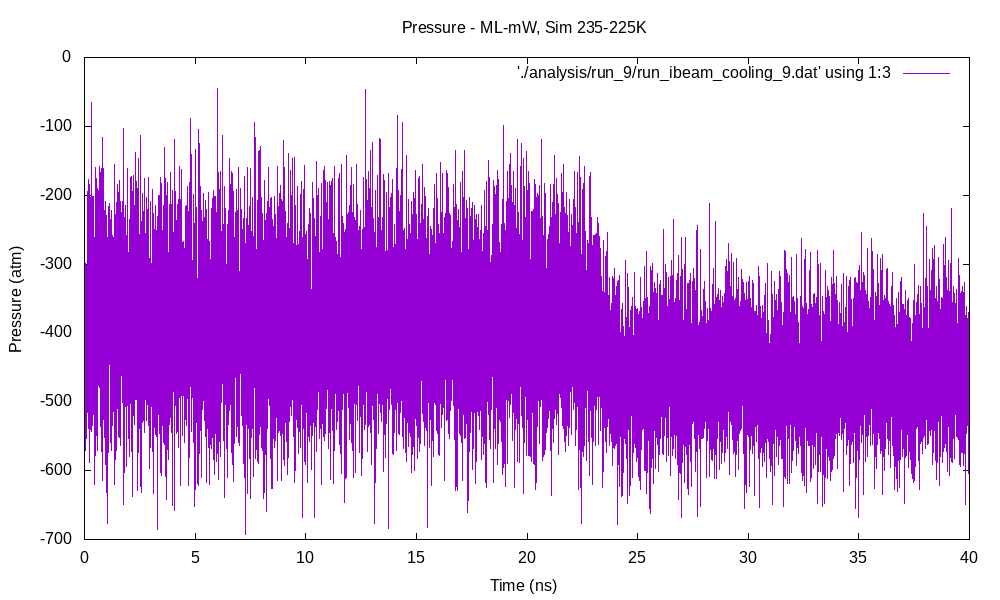 Pressure - ML-mW, Sim 235-225K
'./analysis/run_9/run_ibeam_cooling_9.dat' using 1:3
0
-100
-200
-300
-400
-500
-600
-700
Pressure (atm)
0 5 10 15 20 25 30 35 40
Time (ns)